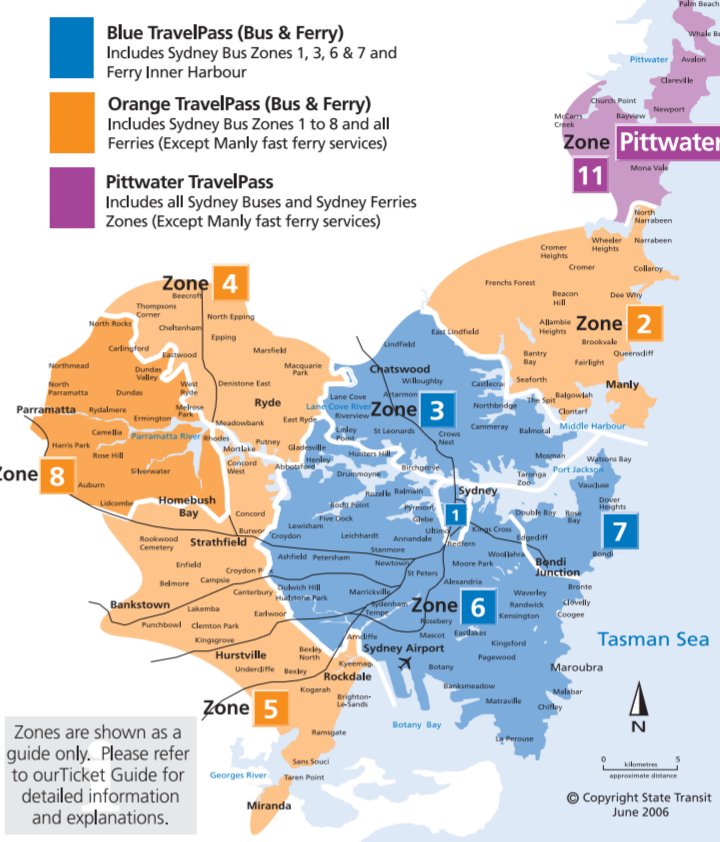 Palm Beach
Whale Be
Blue TravelPass (Bus & Ferry)
Includes Sydney Bus Zones 1, 3, 6 & 7 and
Ferry Inner Harbour
Pittwater
Avalon
Clareville
Orange TravelPass (Bus & Ferry)
Includes Sydney Bus Zones 1 to 8 and all
Ferries (Except Manly fast ferry services)
Church Point
Newport
McCarrs
Creek
Bayview
Zone Pittwater
11
Mona Vale
Pittwater TravelPass
Includes all Sydney Buses and Sydney Ferries
Zones (Except Manly fast ferry services)
North
Narrabeen
Wheeler
Heights
Narrabeen
Cromer
Heights
Cromer
Collaroy
Frenchs Forest
Beacon
Hill
Dee Why
Allambie
Heights
Zone 2
Brookvale
Queenscliff
Bantry
Bay
Fairlight
Seaforth
Manly
Balgowlah
The Spit
Clontarf
Middle Harbour
Zone 4
Beecroft
Thompsons
Corner
North Epping
North Rocks
Cheltenham
Epping
Carlingford
Eastwood
Marsfield
Macquarie
Park
Northmead
Dundas
Valley
North
Parramatta
West
Ryde
Denistone East
Dundas
Ryde
Parramatta
Rydalmere
Melrose
Park
Ermington
Meadowbank
East Ryde
Camellia
Parramatta River
Rhodes
Putney
Harris Park
Mortlake
Gladesville
Rose Hill
Henley
Concord
West
Abbotsford
Zone 8
Silverwater
Auburn
Lidcombe
Homebush
Bay
Concord
East Lindfield
Lindfield
Chatswood
Willoughby
Castlecra
Lane Cove
Artarmon
Lane Cove River
Riverview
Zone 3
Northbridge
Linley
Point
St Leonards
Crows
Nest
Cammeray
Balmoral
Hunters Hill
Mosman
Birchgrove
Drummoyne
Taronga
Zoo
Port Jackson
Watsons Bay
Vaucluse
Rozelle
Balmain
Sydney
Dover
Heights
Rodd Point
Pyrmont
1
Double Bay
Rose
Bay
7
Five Dock
Glebe
Lewisham
Ultimo
Kings Cross
Edgecliff
Burwo
Croydon
Leichhardt
Annandale
Redfern
Strathfield
Rookwood
Cemetery
Stanmore
Woollahra
Bondi
Ashfield
Petersham
Newtown
Moore Park
Bondi
Junction
Enfield
Croydon P k
St Peters
Belmore
Campsie
Alexandria
Canterbury
Dulwich Hill
Hurlstone Park
Marrickville
Waverley
Bronte
Bankstown
Lakemba
Sydenham
Zone 6
Randwick
Clovelly
Earlwood
Tempe
Kensington
Coogee
Punchbowl
Clemton Park
Rosebery
Kingsgrove
Arncliffe
Mascot
Eastlakes
Tasman Sea
Hurstville
Bexley
North
Sydney Airport
Kingsford
Kyeemag
Pagewood
Undercliffe
Bexley
Rockdale
Botany
Maroubra
Kogarah
Banksmeadow
Brighton-
Le-Sands
Malabar
Zone 5
Matraville
Chifley
Botany Bay
Ramsgate
La Perouse
N
Sans Souci
Georges River
Taren Point
Miranda
0 kilometres 5
approximate distance
Zones are shown as a
guide only. Please refer
to ourTicket Guide for
detailed information
and explanations.
© Copyright State Transit
June 2006